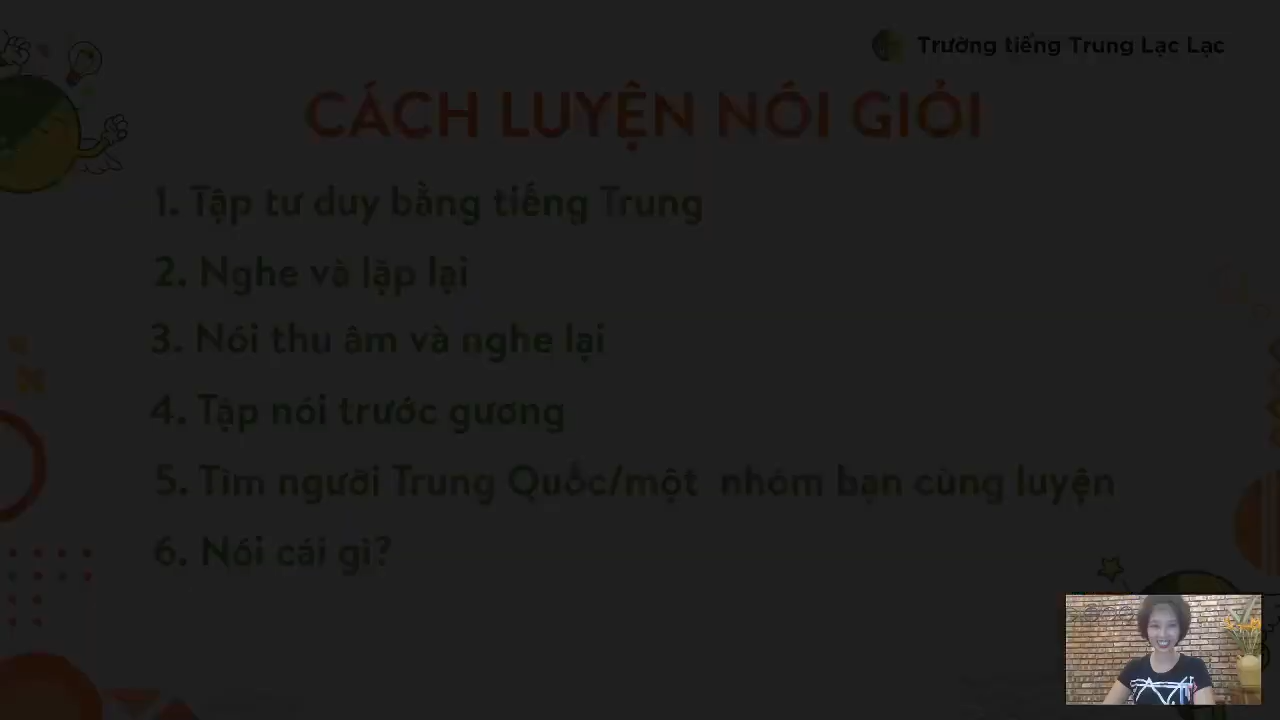 Trường tiếng Trung Lạc Lạc
CÁCH LUYỆN NÓI GIỎI
1. Tập tư duy bằng tiếng Trung
2. Nghe và lặp lại
3. Nói thu âm và nghe lại
4. Tập nói trước gương
5. Tìm người Trung Quốc/một nhóm bạn cùng luyện
6. Nói cái gì?